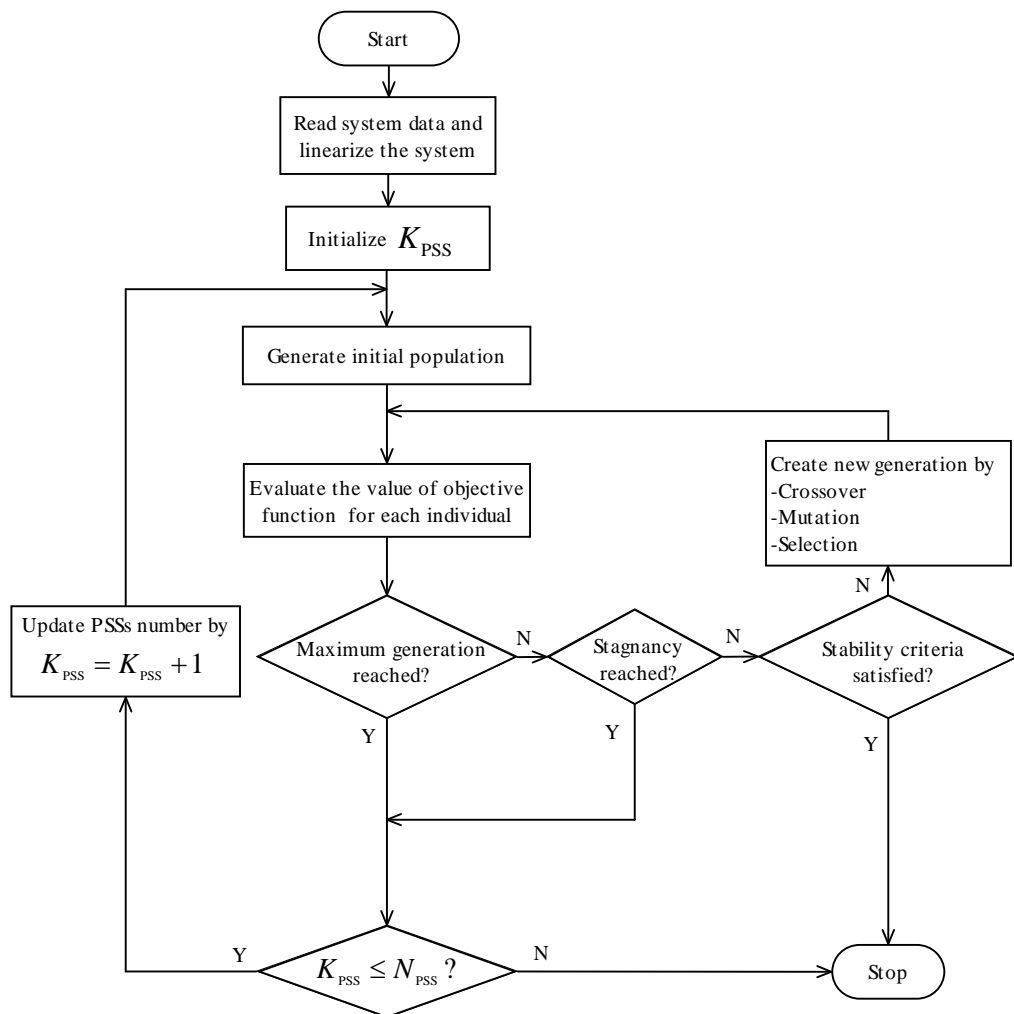 Start
Read system data and
linearize the system
Initialize K_PSS
Generate initial population
Evaluate the value of objective
function for each individual
Create new generation by
-Crossover
-Mutation
-Selection
N
Update PSSs number by
K_PSS = K_PSS + 1
Maximum generation
reached?
N
Stagnancy
reached?
N
Stability criteria
satisfied?
Y
Y
Y
Y
K_PSS ≤ N_PSS ?
N
Stop